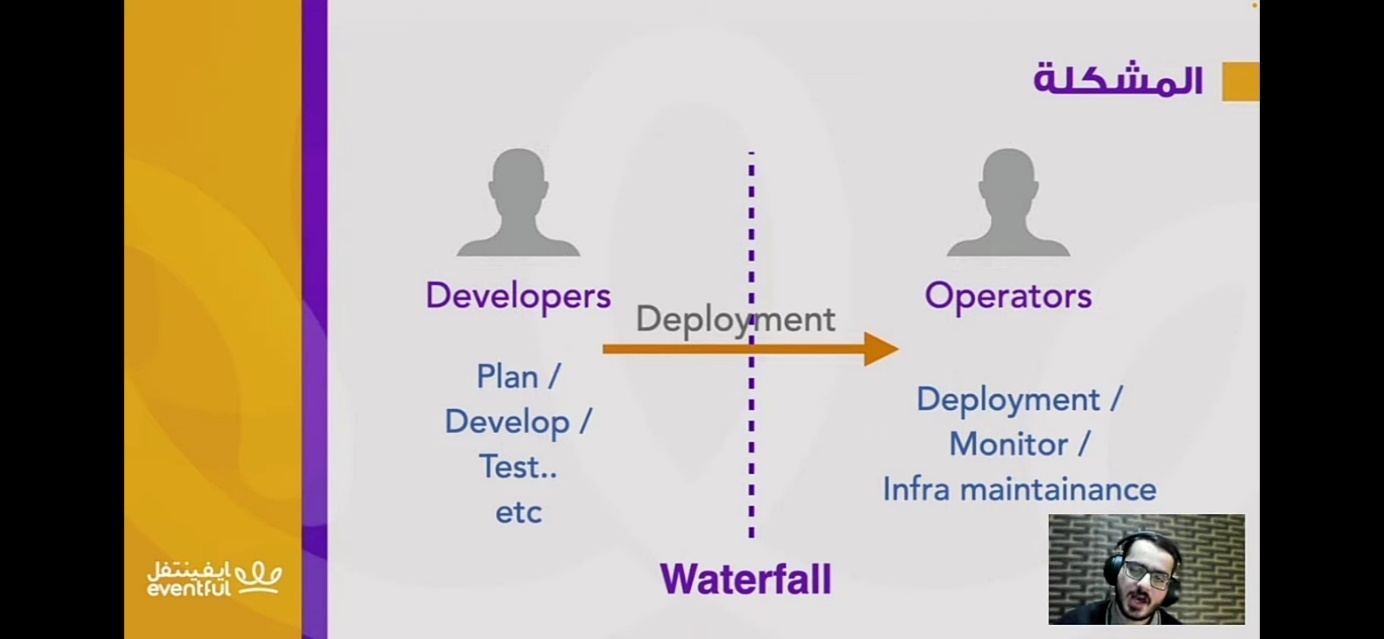 المشكلة
Developers
Operators
Deployment
Plan /
Develop /
Test..
etc
Deployment /
Monitor /
Infra maintainance
Waterfall
ايفينتفل
eventful